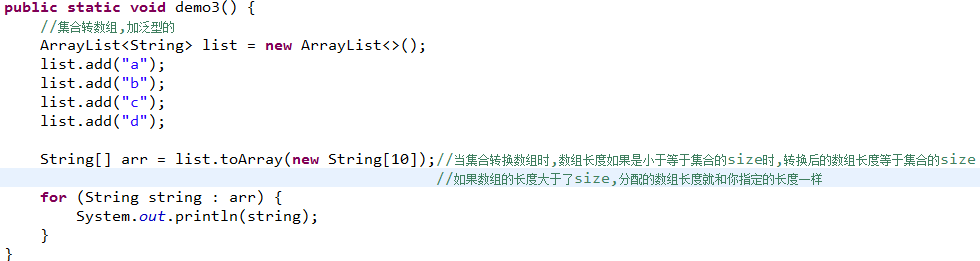 public static void demo3() {
    //集合转数组,加泛型的
    ArrayList<String> list = new ArrayList<>();
    list.add("a");
    list.add("b");
    list.add("c");
    list.add("d");

    String[] arr = list.toArray(new String[10]);//当集合转换数组时,数组长度如果是小于等于集合的size时,转换后的数组长度等于集合的size
                                                //如果数组的长度大于了size,分配的数组长度就和你指定的长度一样
    for (String string : arr) {
        System.out.println(string);
    }
}